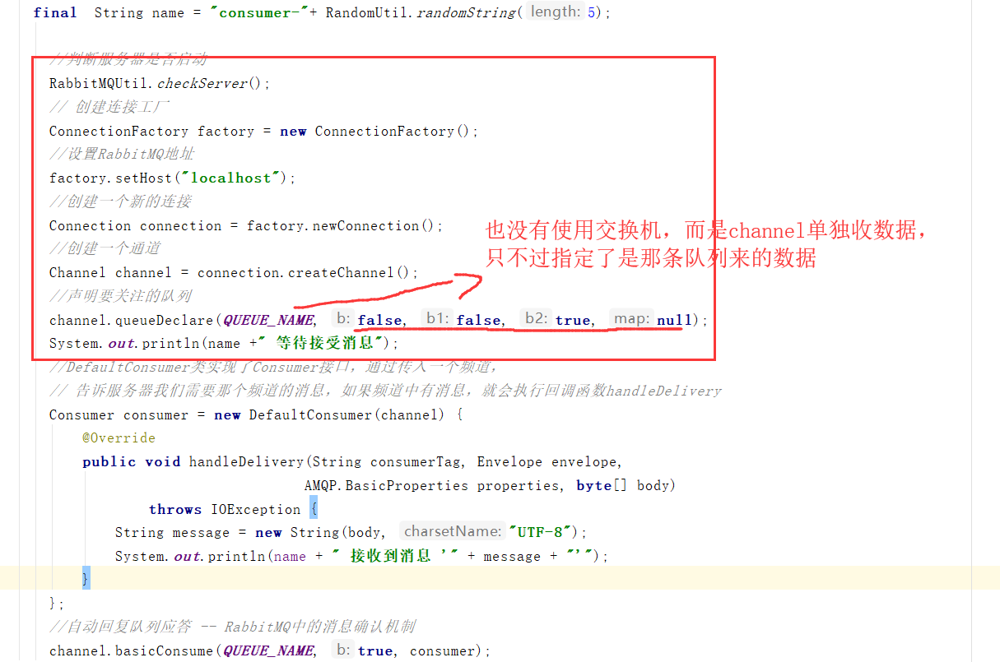 final  String name = "consumer-"+ RandomUtil.randomString( length: 5);
//判断服务器是否启动
RabbitMQUtil.checkServer();
// 创建连接工厂
ConnectionFactory factory = new ConnectionFactory();
//设置RabbitMQ地址
factory.setHost("localhost");
//创建一个新的连接
Connection connection = factory.newConnection();
//创建一个通道
Channel channel = connection.createChannel();
//声明要关注的队列
channel.queueDeclare(QUEUE_NAME, b: false, b1: false, b2: true, map: null);
System.out.println(name +" 等待接受消息");
也没有使用交换机，而是channel单独收数据，
只不过指定了是那条队列来的数据
//DefaultConsumer类实现了Consumer接口，通过传入一个频道，
// 告诉服务器我们需要那个频道的消息，如果频道中有消息，就会执行回调函数handleDelivery
Consumer consumer = new DefaultConsumer(channel) {
@Override
public void handleDelivery(String consumerTag, Envelope envelope,
AMQP.BasicProperties properties, byte[] body)
throws IOException {
String message = new String(body, charsetName: "UTF-8");
System.out.println(name + " 接收到消息 '" + message + "'");
}
};
//自动回复队列应答 -- RabbitMQ中的消息确认机制
channel.basicConsume(QUEUE_NAME, b: true, consumer);